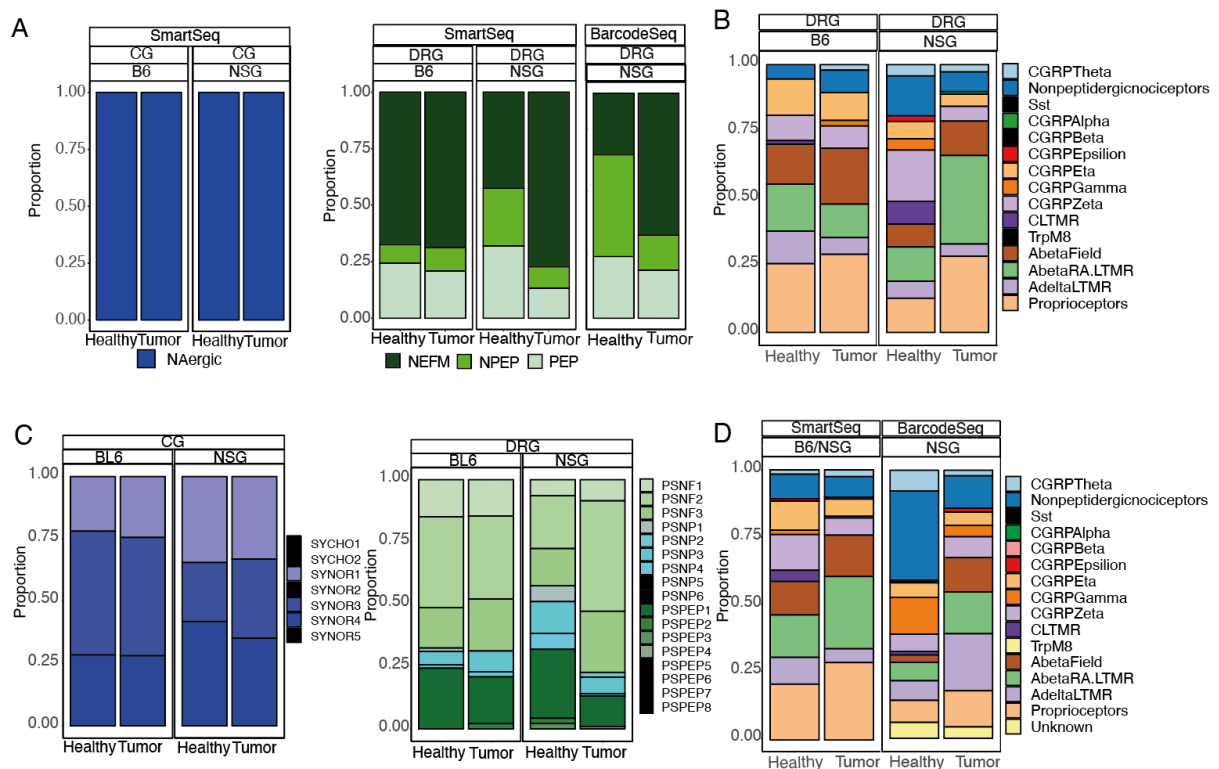 A
SmartSeq
CG CG
B6 NSG
Proportion
1.00
0.75
0.50
0.25
0.00
Healthy Tumor Healthy Tumor
NAergic
SmartSeq BarcodeSeq
DRG DRG DRG
B6 NSG NSG
Proportion
1.00
0.75
0.50
0.25
0.00
Healthy Tumor Healthy Tumor Healthy Tumor
NEFM NPEP PEP
B
DRG DRG
B6 NSG
Proportion
1.00
0.75
0.50
0.25
0.00
Healthy Tumor Healthy Tumor
CGRPTheta
Nonpeptidergicnociceptors
Sst
CGRPAlpha
CGRPBeta
CGRPEpsilon
CGRPEta
CGRPGamma
CGRPZeta
CLTMR
TrpM8
AbetaField
AbetaRA.LTMR
AdeltaLTMR
Proprioceptors
C
CG
BL6 NSG
Proportion
1.00
0.75
0.50
0.25
0.00
Healthy Tumor Healthy Tumor
SYCHO1
SYCHO2
SYNOR1
SYNOR2
SYNOR3
SYNOR4
SYNOR5
DRG
BL6 NSG
Proportion
1.00
0.75
0.50
0.25
0.00
Healthy Tumor Healthy Tumor
PSNF1
PSNF2
PSNF3
PSNP1
PSNP2
PSNP3
PSNP4
PSNP5
PSNP6
PSPEP1
PSPEP2
PSPEP3
PSPEP4
PSPEP5
PSPEP6
PSPEP7
PSPEP8
D
SmartSeq BarcodeSeq
B6/NSG NSG
Proportion
1.00
0.75
0.50
0.25
0.00
Healthy Tumor Healthy Tumor
CGRPTheta
Nonpeptidergicnociceptors
Sst
CGRPAlpha
CGRPBeta
CGRPEpsilon
CGRPEta
CGRPGamma
CGRPZeta
CLTMR
TrpM8
AbetaField
AbetaRA.LTMR
AdeltaLTMR
Proprioceptors
Unknown